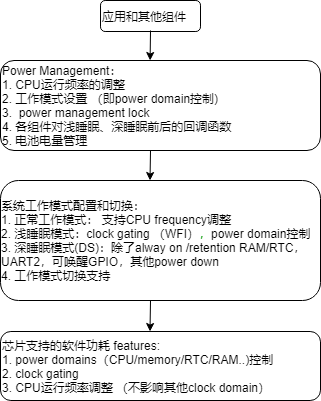 应用和其他组件
Power Management：
1. CPU运行频率的调整
2. 工作模式设置 （即power domain控制）
3.  power management lock
4. 各组件对浅睡眠、深睡眠前后的回调函数
5. 电池电量管理
系统工作模式配置和切换：
1. 正常工作模式： 支持CPU frequency调整
2. 浅睡眠模式：clock gating （WFI），power domain控制
3. 深睡眠模式(DS)：除了alway on /retention RAM/RTC，
UART2，可唤醒GPIO，其他power down
4. 工作模式切换支持
芯片支持的软件功耗 features:
1. power domains（CPU/memory/RTC/RAM..)控制
2. clock gating
3. CPU运行频率调整 （不影响其他clock domain）